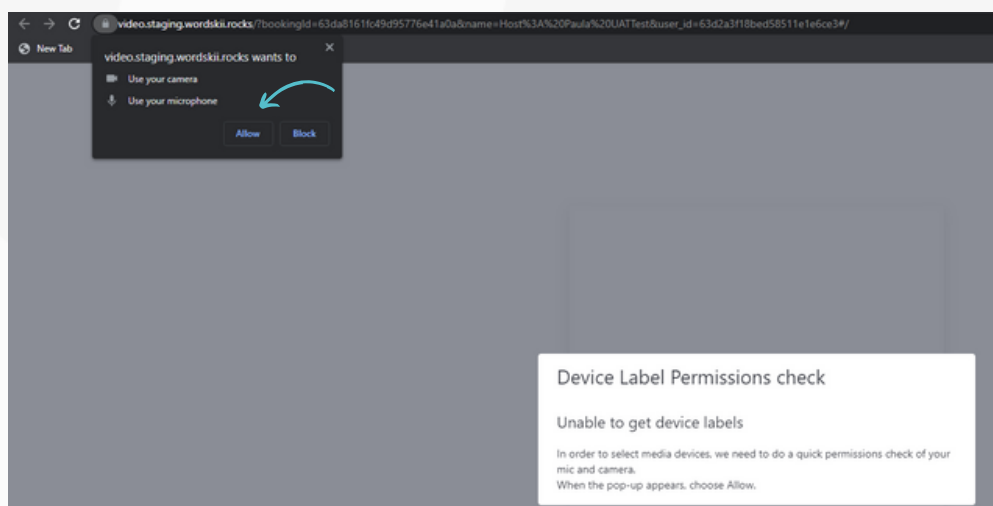 video.staging.wordskii.rocks/?bookingId=63da8161fc49d95776e41a0a&name=Host%3A%20Paula%20UATTest&user_id=63d2a3f18bed58511e1e6ce3#/
New Tab
video.staging.wordskii.rocks wants to
Use your camera
Use your microphone
Allow Block
Device Label Permissions check
Unable to get device labels
In order to select media devices, we need to do a quick permissions check of your
mic and camera.
When the pop-up appears, choose Allow.